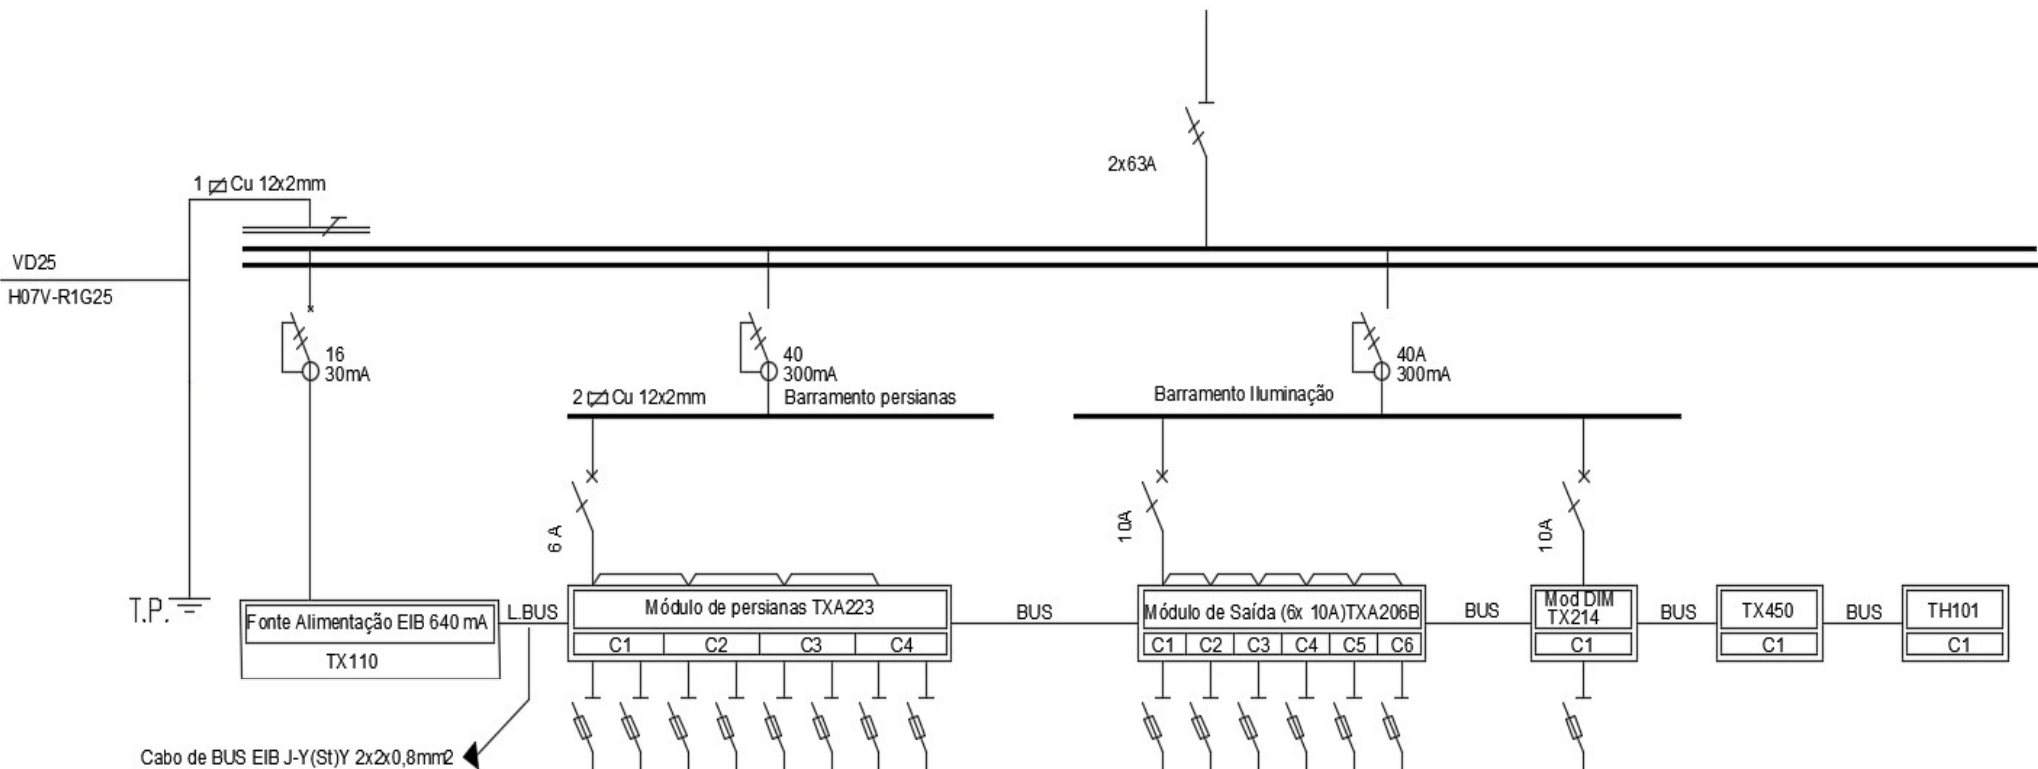 2x63A
1 Cu 12x2mm
VD25
H07V-R1G25
16
30mA
40
300mA
40A
300mA
2 Cu 12x2mm
Barramento persianas
Barramento Iluminação
6 A
10A
10A
T.P.
Fonte Alimentação EIB 640 mA
TX110
L.BUS
Módulo de persianas TXA223
C1 C2 C3 C4
BUS
Módulo de Saída (6x 10A)TXA206B
C1 C2 C3 C4 C5 C6
BUS
Mod DIM
TX214
C1
BUS
TX450
C1
BUS
TH101
C1
Cabo de BUS EIB J-Y(St)Y 2x2x0,8mm2